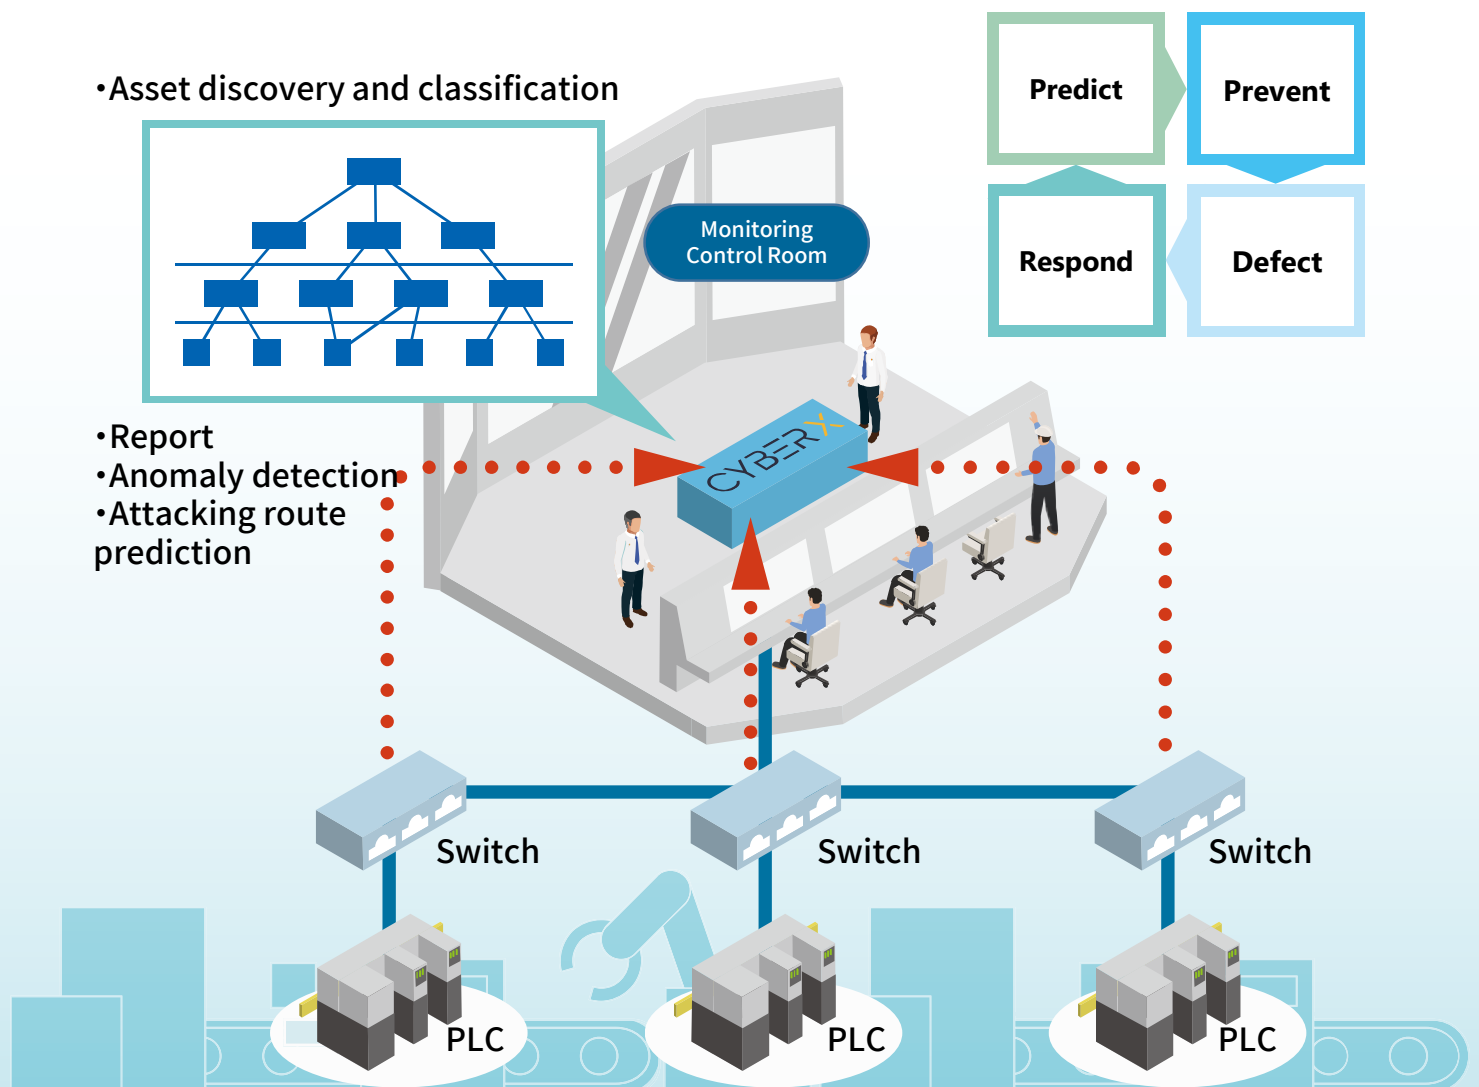 ・Asset discovery and classification
Predict
Prevent
Respond
Defect
Monitoring
Control Room
CYBERX
・Report
・Anomaly detection
・Attacking route
prediction
Switch
Switch
Switch
PLC
PLC
PLC